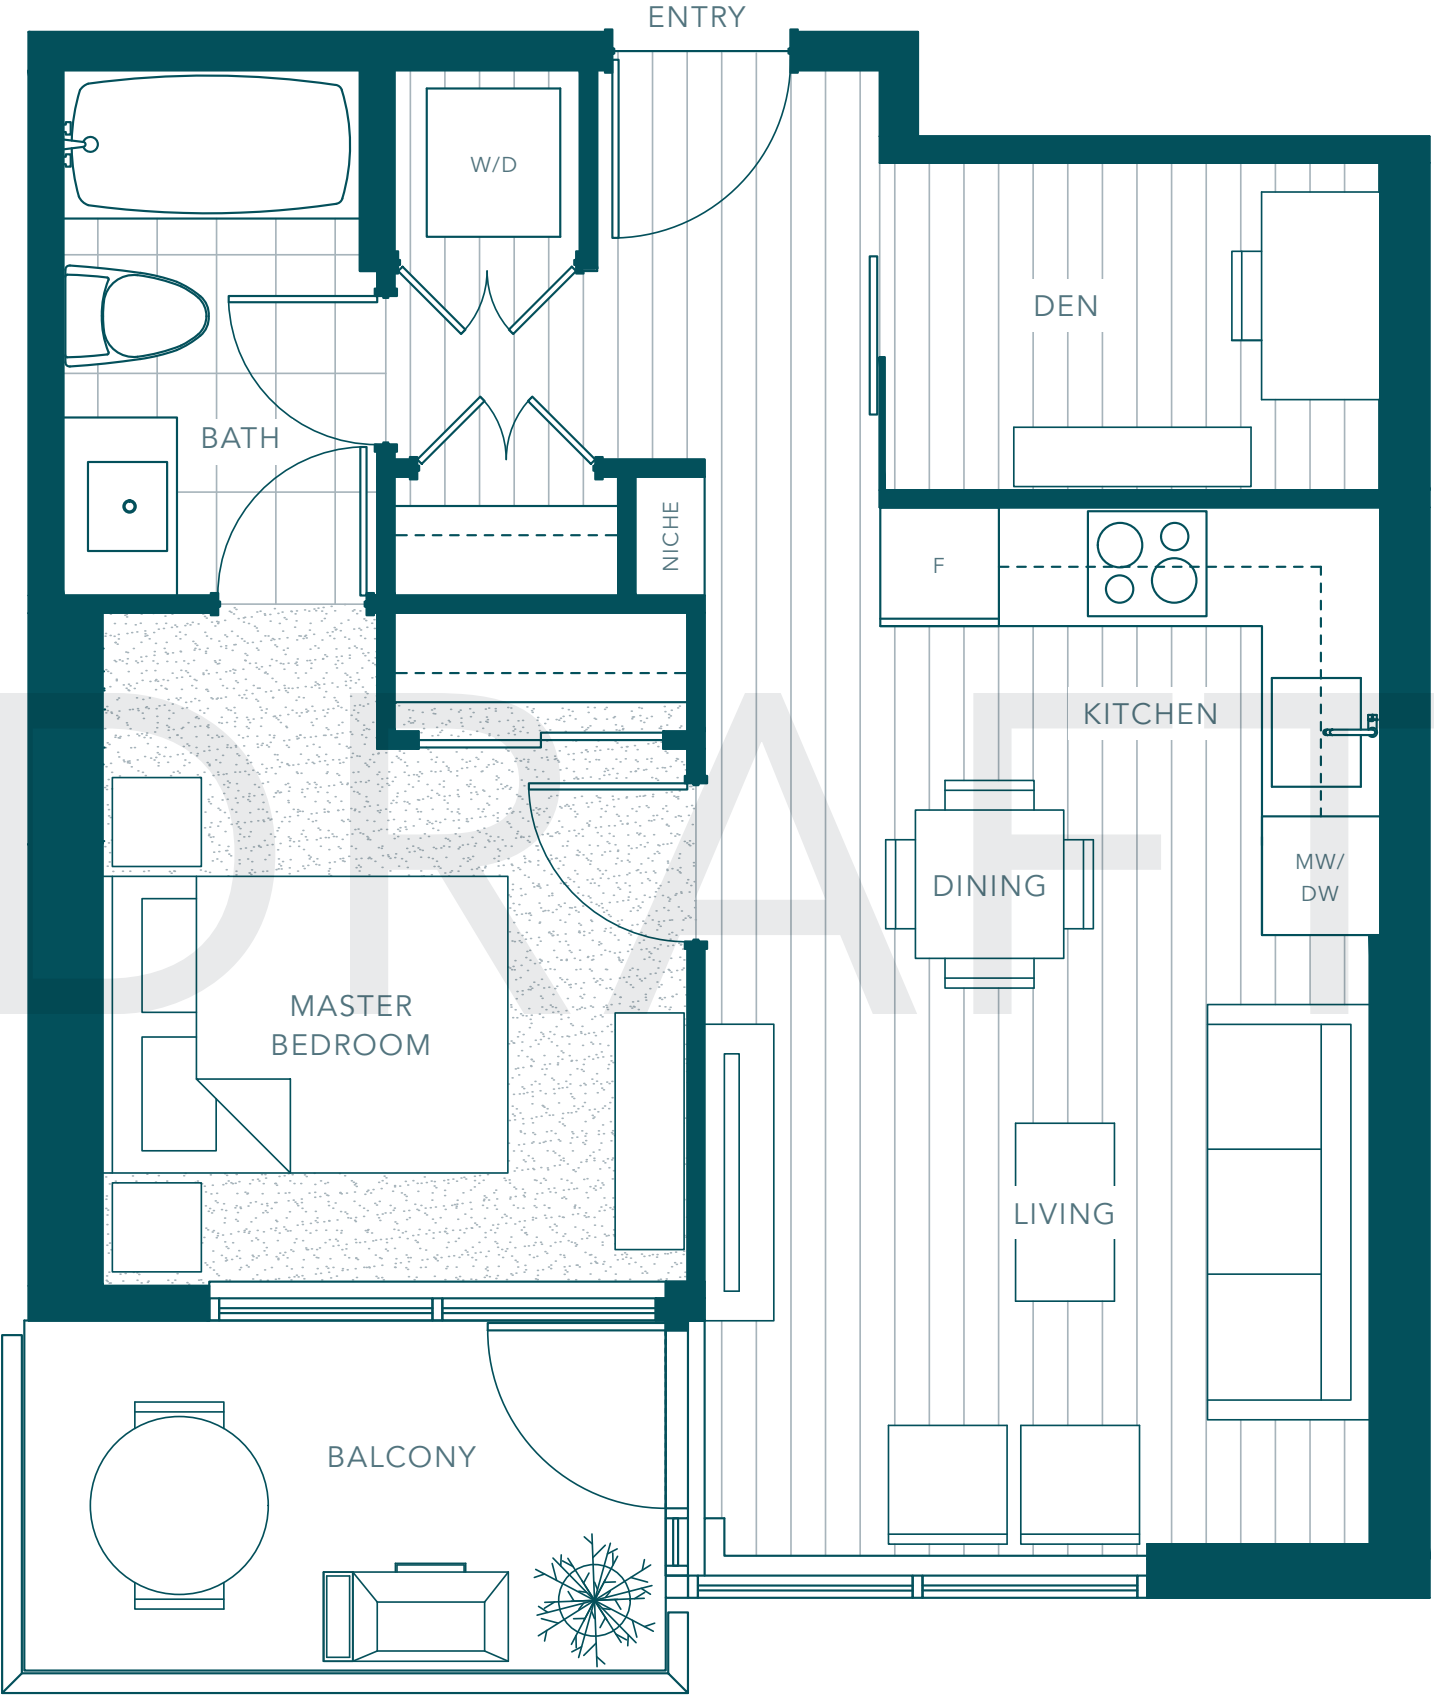 ENTRY
W/D
DEN
BATH
NICHE
F
KITCHEN
DRAFT
MW/
DW
DINING
MASTER
BEDROOM
LIVING
BALCONY